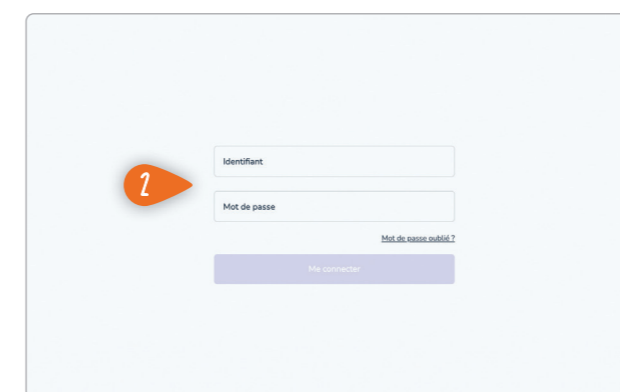 Identifiant
2
Mot de passe
Mot de passe oublié ?
Me connecter